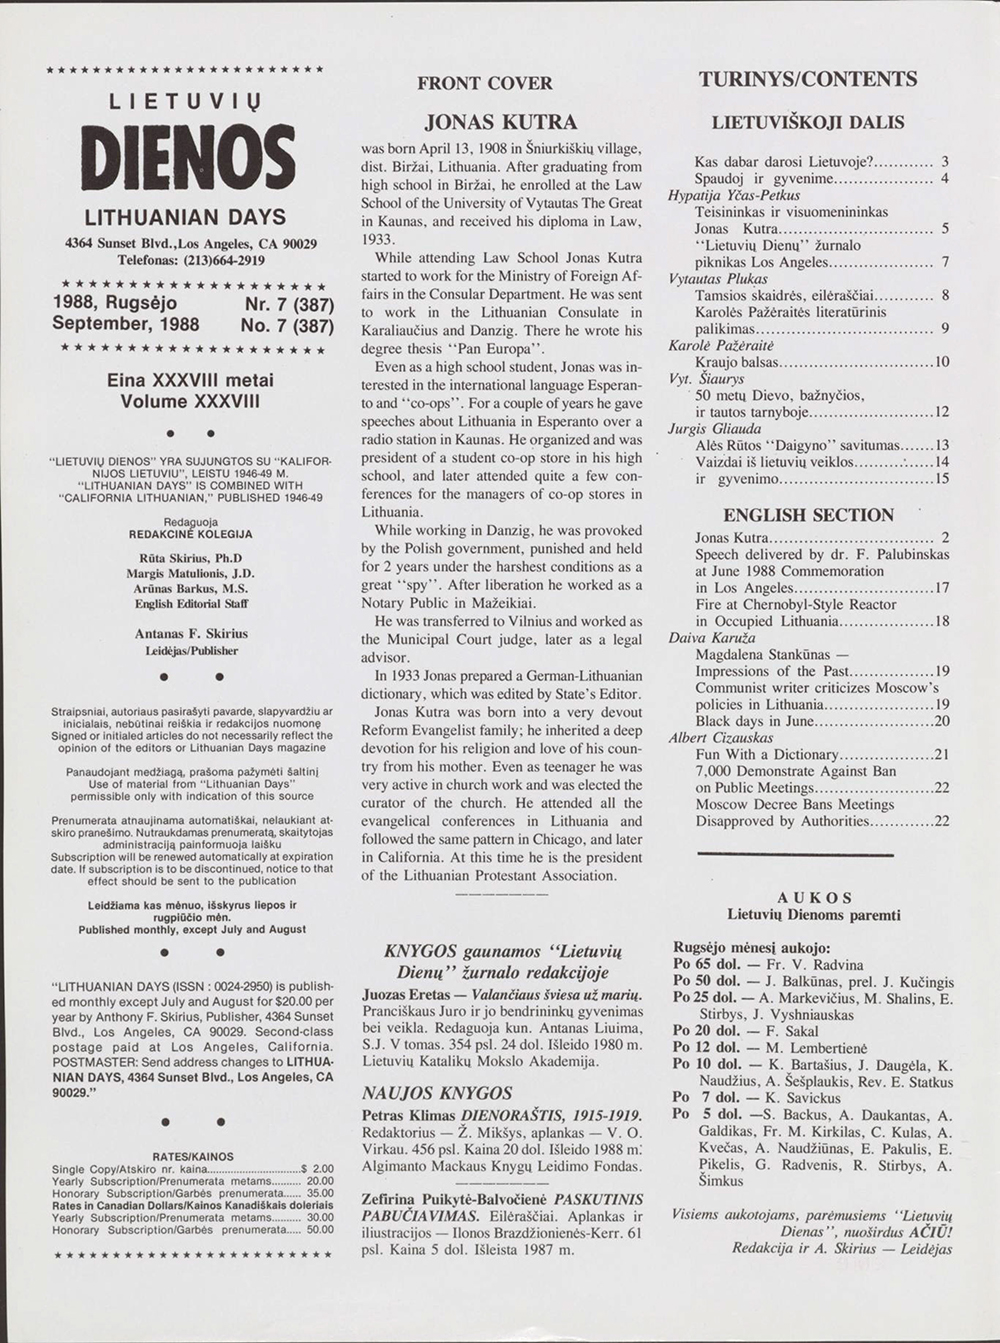 LIETUVIŲ
DIENOS
LITHUANIAN DAYS
4364 Sunset Blvd.,Los Angeles, CA 90029
Telefonas: (213)664-2919
1988, Rugsėjo Nr. 7 (387)
September, 1988 No. 7 (387)
Eina XXXVIII metai
Volume XXXVIII
"LIETUVIŲ DIENOS" YRA SUJUNGTOS SU "KALIFOR-
NIJOS LIETUVIU", LEISTU 1946-49 M.
"LITHUANIAN DAYS" IS COMBINED WITH
"CALIFORNIA LITHUANIAN," PUBLISHED 1946-49
Redaguoja
REDAKCINĖ KOLEGIJA
Rūta Skirius, Ph.D
Margis Matulionis, J.D.
Arūnas Barkus, M.S.
English Editorial Staff
Antanas F. Skirius
Leidėjas/Publisher
Straipsniai, autoriaus pasirašyti pavarde, slapyvardžiu ar
inicialais, nebūtinai reiškia ir redakcijos nuomonę
Signed or initialed articles do not necessarily reflect the
opinion of the editors or Lithuanian Days magazine
Panaudojant medžiagą, prašoma pažymėti šaltinį
Use of material from "Lithuanian Days"
permissible only with indication of this source
Prenumerata atnaujinama automatiškai, nelaukiant at-
skiro pranešimo. Nutraukdamas prenumeratą, skaitytojas
administraciją painformuoja laišku
Subscription will be renewed automatically at expiration
date. If subscription is to be discontinued, notice to that
effect should be sent to the publication
Leidžiama kas mėnuo, išskyrus liepos ir
rugpiūčio mėn.
Published monthly, except July and August
"LITHUANIAN DAYS (ISSN : 0024-2950) is publish-
ed monthly except July and August for $20.00 per
year by Anthony F. Skirius, Publisher, 4364 Sunset
Blvd., Los Angeles, CA 90029. Second-class
postage paid at Los Angeles, California.
POSTMASTER: Send address changes to LITHUA-
NIAN DAYS, 4364 Sunset Blvd., Los Angeles, CA
90029."
RATES/KAINOS
Single Copy/Atskiro nr. kaina..............................$ 2.00
Yearly Subscription/Prenumerata metams.......... 20.00
Honorary Subscription/Garbės prenumerata...... 35.00
Rates in Canadian Dollars/Kainos Kanadiškais doleriais
Yearly Subscription/Prenumerata metams.......... 30.00
Honorary Subscription/Garbės prenumerata..... 50.00
FRONT COVER
JONAS KUTRA
was born April 13, 1908 in Šniurkiškių village,
dist. Biržai, Lithuania. After graduating from
high school in Biržai, he enrolled at the Law
School of the University of Vytautas The Great
in Kaunas, and received his diploma in Law,
1933.
While attending Law School Jonas Kutra
started to work for the Ministry of Foreign Af-
fairs in the Consular Department. He was sent
to work in the Lithuanian Consulate in
Karaliaučius and Danzig. There he wrote his
degree thesis "Pan Europa".
Even as a high school student, Jonas was in-
terested in the international language Esperan-
to and "co-ops". For a couple of years he gave
speeches about Lithuania in Esperanto over a
radio station in Kaunas. He organized and was
president of a student co-op store in his high
school, and later attended quite a few con-
ferences for the managers of co-op stores in
Lithuania.
While working in Danzig, he was provoked
by the Polish government, punished and held
for 2 years under the harshest conditions as a
great "spy". After liberation he worked as a
Notary Public in Mažeikiai.
He was transferred to Vilnius and worked as
the Municipal Court judge, later as a legal
advisor.
In 1933 Jonas prepared a German-Lithuanian
dictionary, which was edited by State's Editor.
Jonas Kutra was born into a very devout
Reform Evangelist family; he inherited a deep
devotion for his religion and love of his coun-
try from his mother. Even as teenager he was
very active in church work and was elected the
curator of the church. He attended all the
evangelical conferences in Lithuania and
followed the same pattern in Chicago, and later
in California. At this time he is the president
of the Lithuanian Protestant Association.
KNYGOS gaunamos "Lietuvių
Dienų" žurnalo redakcijoje
Juozas Eretas — Valančiaus šviesa už marių.
Pranciškaus Juro ir jo bendrininkų gyvenimas
bei veikla. Redaguoja kun. Antanas Liuima,
S.J. V tomas. 354 psl. 24 dol. Išleido 1980 m.
Lietuvių Katalikų Mokslo Akademija.
NAUJOS KNYGOS
Petras Klimas DIENORAŠTIS, 1915-1919.
Redaktorius — Ž. Mikšys, aplankas — V. O.
Virkau. 456 psl. Kaina 20 dol. Išleido 1988 m.
Algimanto Mackaus Knygų Leidimo Fondas.
Zefirina Puikytė-Balvočienė PASKUTINIS
PABUČIAVIMAS. Eilėraščiai. Aplankas ir
iliustracijos — Ilonos Brazdžionienės-Kerr. 61
psl. Kaina 5 dol. Išleista 1987 m.
TURINYS/CONTENTS
LIETUVIŠKOJI DALIS
Kas dabar darosi Lietuvoje?............ 3
Spaudoj ir gyvenime.................... 4
Hypatija Yčas-Petkus
Teisininkas ir visuomenininkas
Jonas Kutra............................... 5
"Lietuvių Dienų" žurnalo
piknikas Los Angeles..................... 7
Vytautas Plukas
Tamsios skaidrės, eilėraščiai............ 8
Karolės Pažėraitės literatūrinis
palikimas.................................... 9
Karolė Pažėraitė
Kraujo balsas...............................10
Vyt. Šiaurys
50 metų Dievo, bažnyčios,
ir tautos tarnyboje.........................12
Jurgis Gliauda
Alės Rūtos "Daigyno" savitumas.......13
Vaizdai iš lietuvių veiklos................14
ir gyvenimo...............................15
ENGLISH SECTION
Jonas Kutra................................. 2
Speech delivered by dr. F. Palubinskas
at June 1988 Commemoration
in Los Angeles............................17
Fire at Chernobyl-Style Reactor
in Occupied Lithuania...................18
Daiva Karuža
Magdalena Stankūnas —
Impressions of the Past.................19
Communist writer criticizes Moscow's
policies in Lithuania......................19
Black days in June........................20
Albert Cizauskas
Fun With a Dictionary...................21
7,000 Demonstrate Against Ban
on Public Meetings........................22
Moscow Decree Bans Meetings
Disapproved by Authorities.............22
AUKOS
Lietuvių Dienoms paremti
Rugsėjo mėnesį aukojo:
Po 65 dol. — Fr. V. Radvina
Po 50 dol. — J. Balkūnas, prel. J. Kučingis
Po 25 dol. — A. Markevičius, M. Shalins, E.
Stirbys, J. Vyshniauskas
Po 20 dol. — F. Sakal
Po 12 dol. — M. Lembertienė
Po 10 dol. — K. Bartašius, J. Daugėla, K.
Naudžius, A. Šešplaukis, Rev. E. Statkus
Po 7 dol. — K. Savickus
Po 5 dol. —S. Backus, A. Daukantas, A.
Galdikas, Fr. M. Kirkilas, C. Kulas, A.
Kvečas, A. Naudžiūnas, E. Pakulis, E.
Pikelis, G. Radvenis, R. Stirbys, A.
Šimkus
Visiems aukotojams, parėmusiems "Lietuvių
Dienas", nuoširdus AČIŪ!
Redakcija ir A. Skirius — Leidėjas